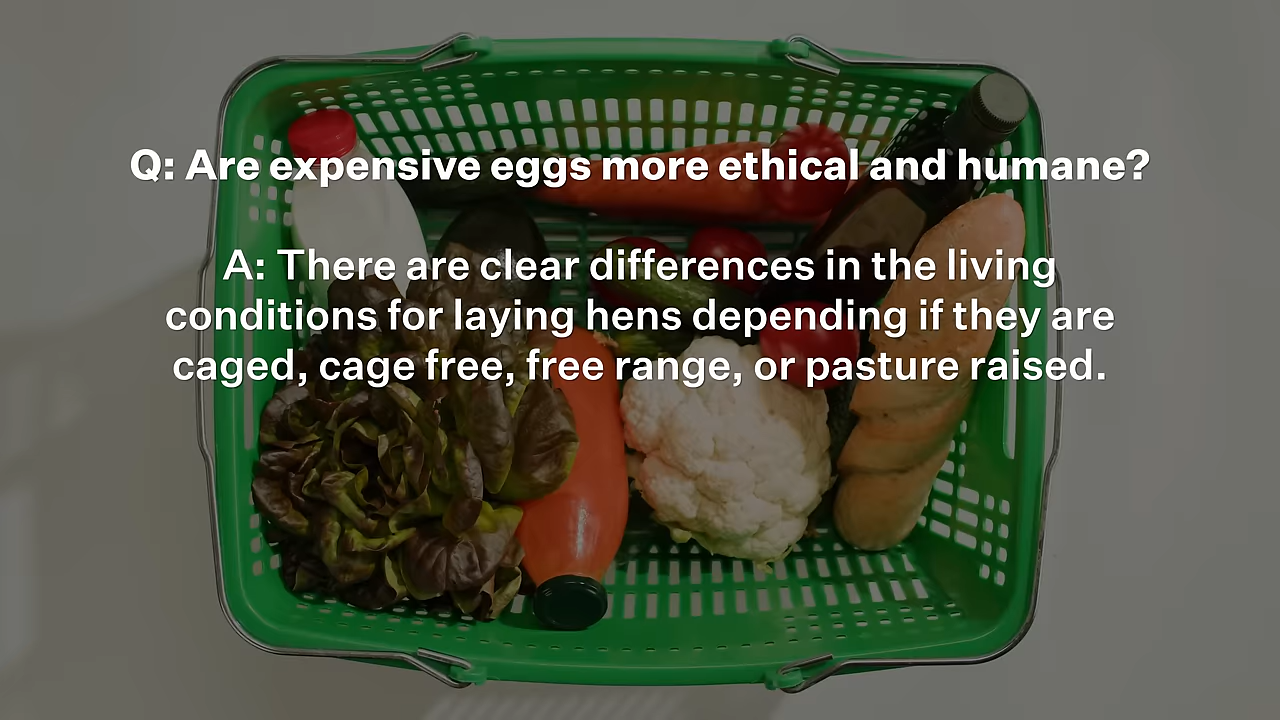 Q: Are expensive eggs more ethical and humane?
A: There are clear differences in the living
conditions for laying hens depending if they are
caged, cage free, free range, or pasture raised.